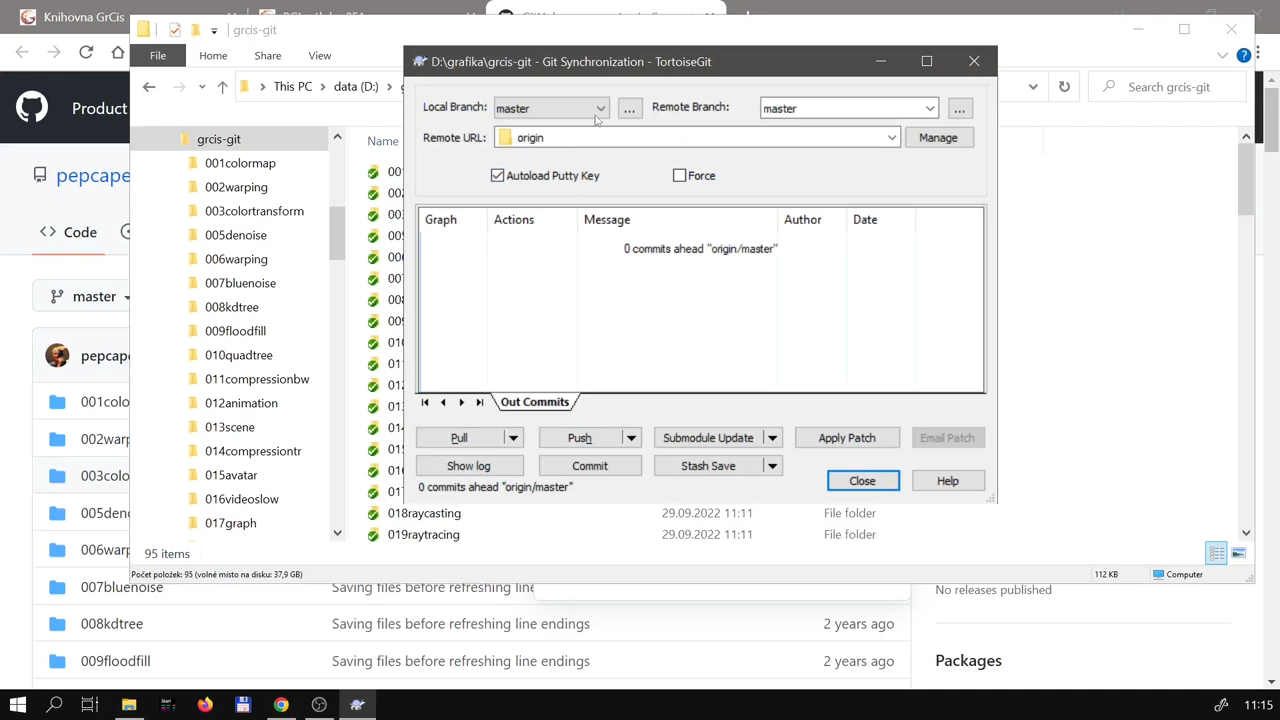 Knihovna GrCis
grcis-git
File
Home
Share
View
This PC
data (D:)
Search grcis-git
D:\grafika\grcis-git - Git Synchronization - TortoiseGit
Local Branch:
master
...
Remote Branch:
master
...
Remote URL:
origin
Manage
Autoload Putty Key
Force
Graph
Actions
Message
Author
Date
0 commits ahead "origin/master"
Out Commits
Pull
Push
Submodule Update
Apply Patch
Email Patch
Show log
Commit
Stash Save
0 commits ahead "origin/master"
Close
Help
grcis-git
001colormap
002warping
003colortransform
005denoise
006warping
007bluenoise
008kdtree
009floodfill
010quadtree
011compressionbw
012animation
013scene
014compressiontr
015avatar
016videoslow
017graph
Name
018raycasting
29.09.2022 11:11
File folder
019raytracing
29.09.2022 11:11
File folder
95 items
Počet položek: 95 (volné místo na disku: 37,9 GB)
112 KB
Computer
Product
pepcape
Code
master
pepcape
001colo
002warp
003colo
005den
006warp
007bluenoise
Saving files before refreshing line endings
2 years ago
008kdtree
Saving files before refreshing line endings
2 years ago
009floodfill
Saving files before refreshing line endings
2 years ago
No releases published
Packages
11:15